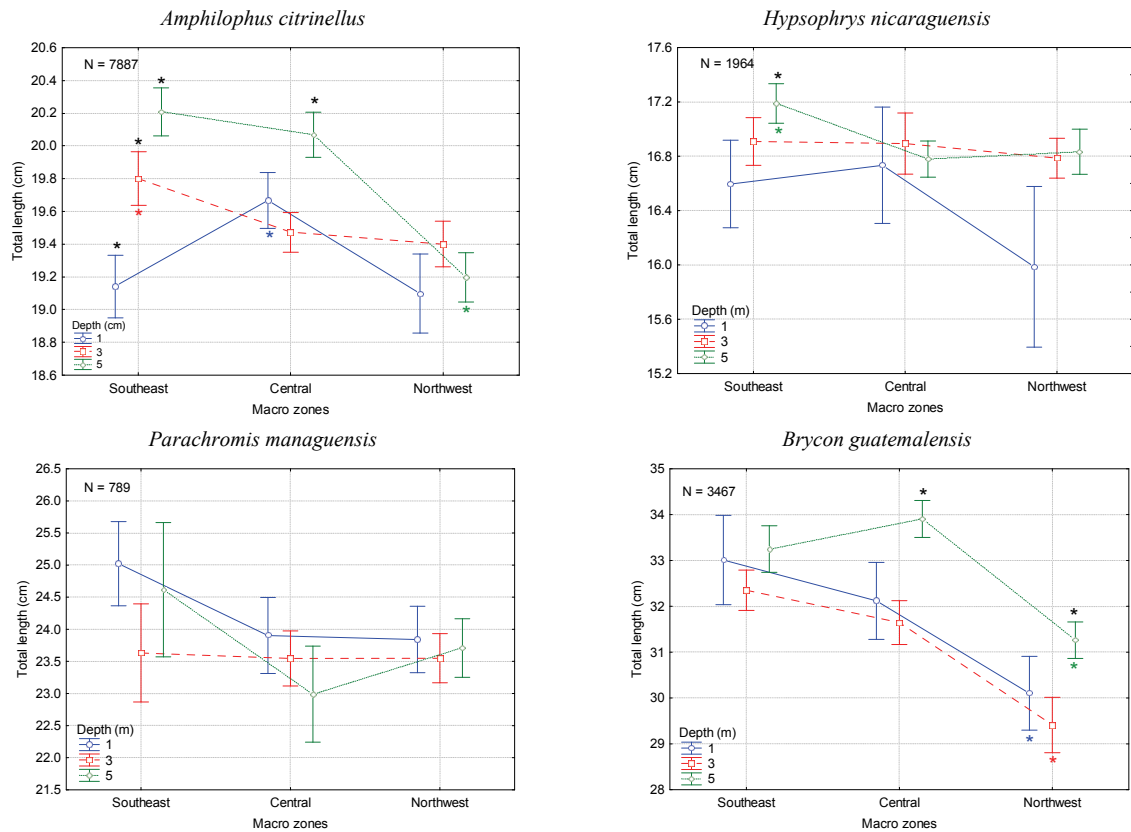 Amphilophus citrinellus
20.6
20.4
20.2
20.0
19.8
19.6
19.4
19.2
19.0
18.8
18.6
Total length (cm)
N = 7887
*
*
*
*
*
*
*
Depth (cm)
1
3
5
Southeast Central Northwest
Macro zones
Hypsophrys nicaraguensis
17.6
17.2
16.8
16.4
16.0
15.6
15.2
Total length (cm)
N = 1964
*
*
Depth (m)
1
3
5
Southeast Central Northwest
Macro zones
Parachromis managuensis
26.5
26.0
25.5
25.0
24.5
24.0
23.5
23.0
22.5
22.0
21.5
Total length (cm)
N = 789
Depth (m)
1
3
5
Southeast Central Northwest
Macro zones
Brycon guatemalensis
35
34
33
32
31
30
29
28
Total length (cm)
N = 3467
*
*
*
*
*
Depth (m)
1
3
5
Southeast Central Northwest
Macro zones